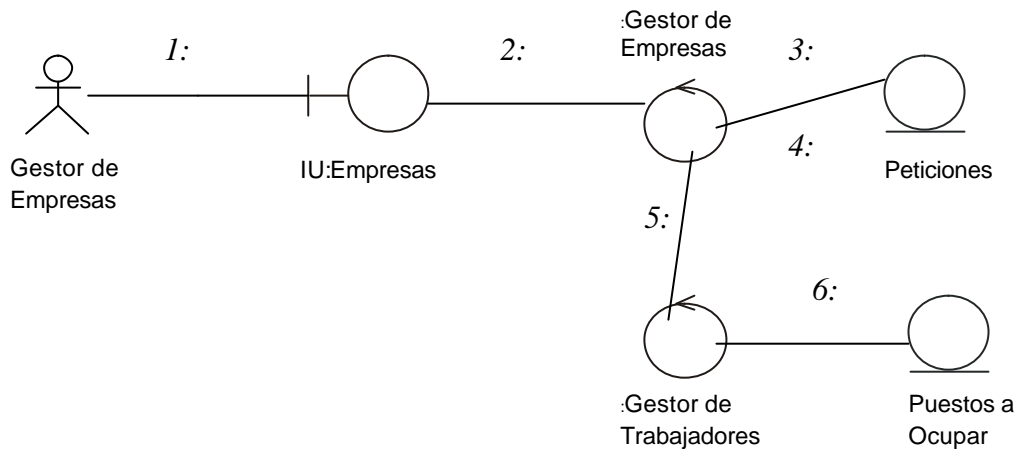 1:
2:
:Gestor de
Empresas
3:
4:
Gestor de
Empresas
IU:Empresas
Peticiones
5:
6:
:Gestor de
Trabajadores
Puestos a
Ocupar